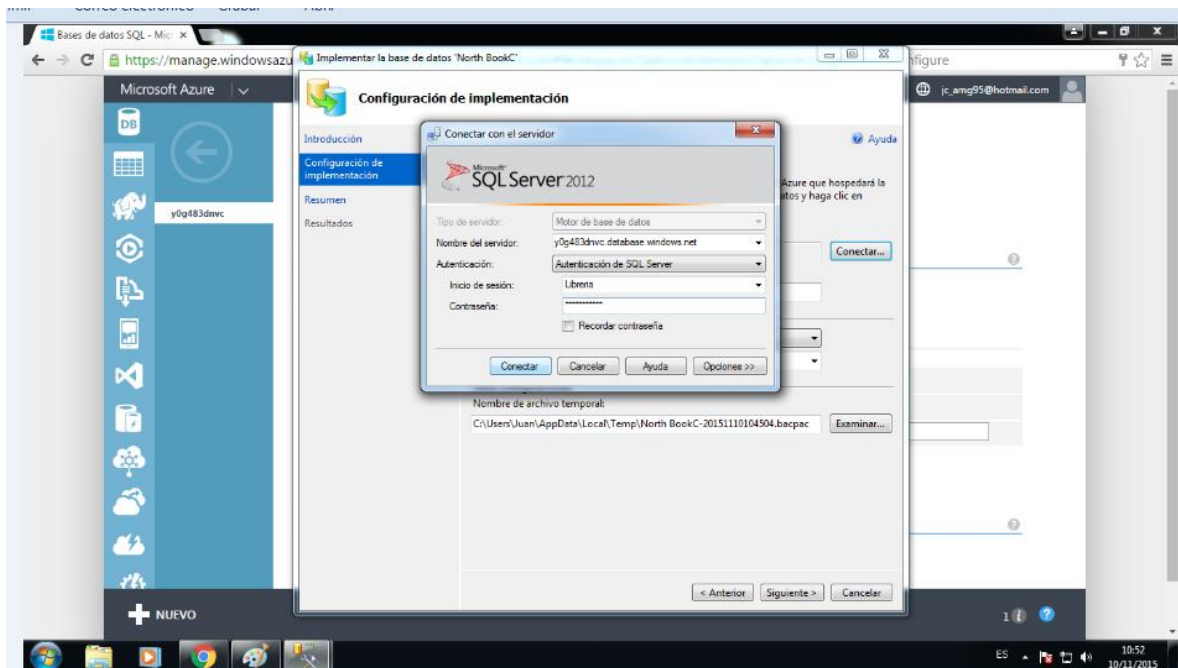 Bases de datos SQL - Mic
https://manage.windowsazu
nfigure
Microsoft Azure
jc_amg95@hotmail.com
DB
y0g483dnvc
NUEVO
1
Implementar la base de datos 'North BookC'
Configuración de implementación
Introducción
Configuración de
implementación
Resumen
Resultados
Ayuda
Azure que hospedará la
atos y haga clic en
Conectar...
Conectar con el servidor
Microsoft
SQL Server 2012
Tipo de servidor: Motor de base de datos
Nombre del servidor: y0g483dnvc.database.windows.net
Autenticación: Autenticación de SQL Server
Inicio de sesión: Libreria
Contraseña: ***********
Recordar contraseña
Conectar Cancelar Ayuda Opciones >>
Nombre de archivo temporal:
C:\Users\Juan\AppData\Local\Temp\North BookC-20151110104504.bacpac Examinar...
< Anterior Siguiente > Cancelar
ES 10:52
10/11/2015